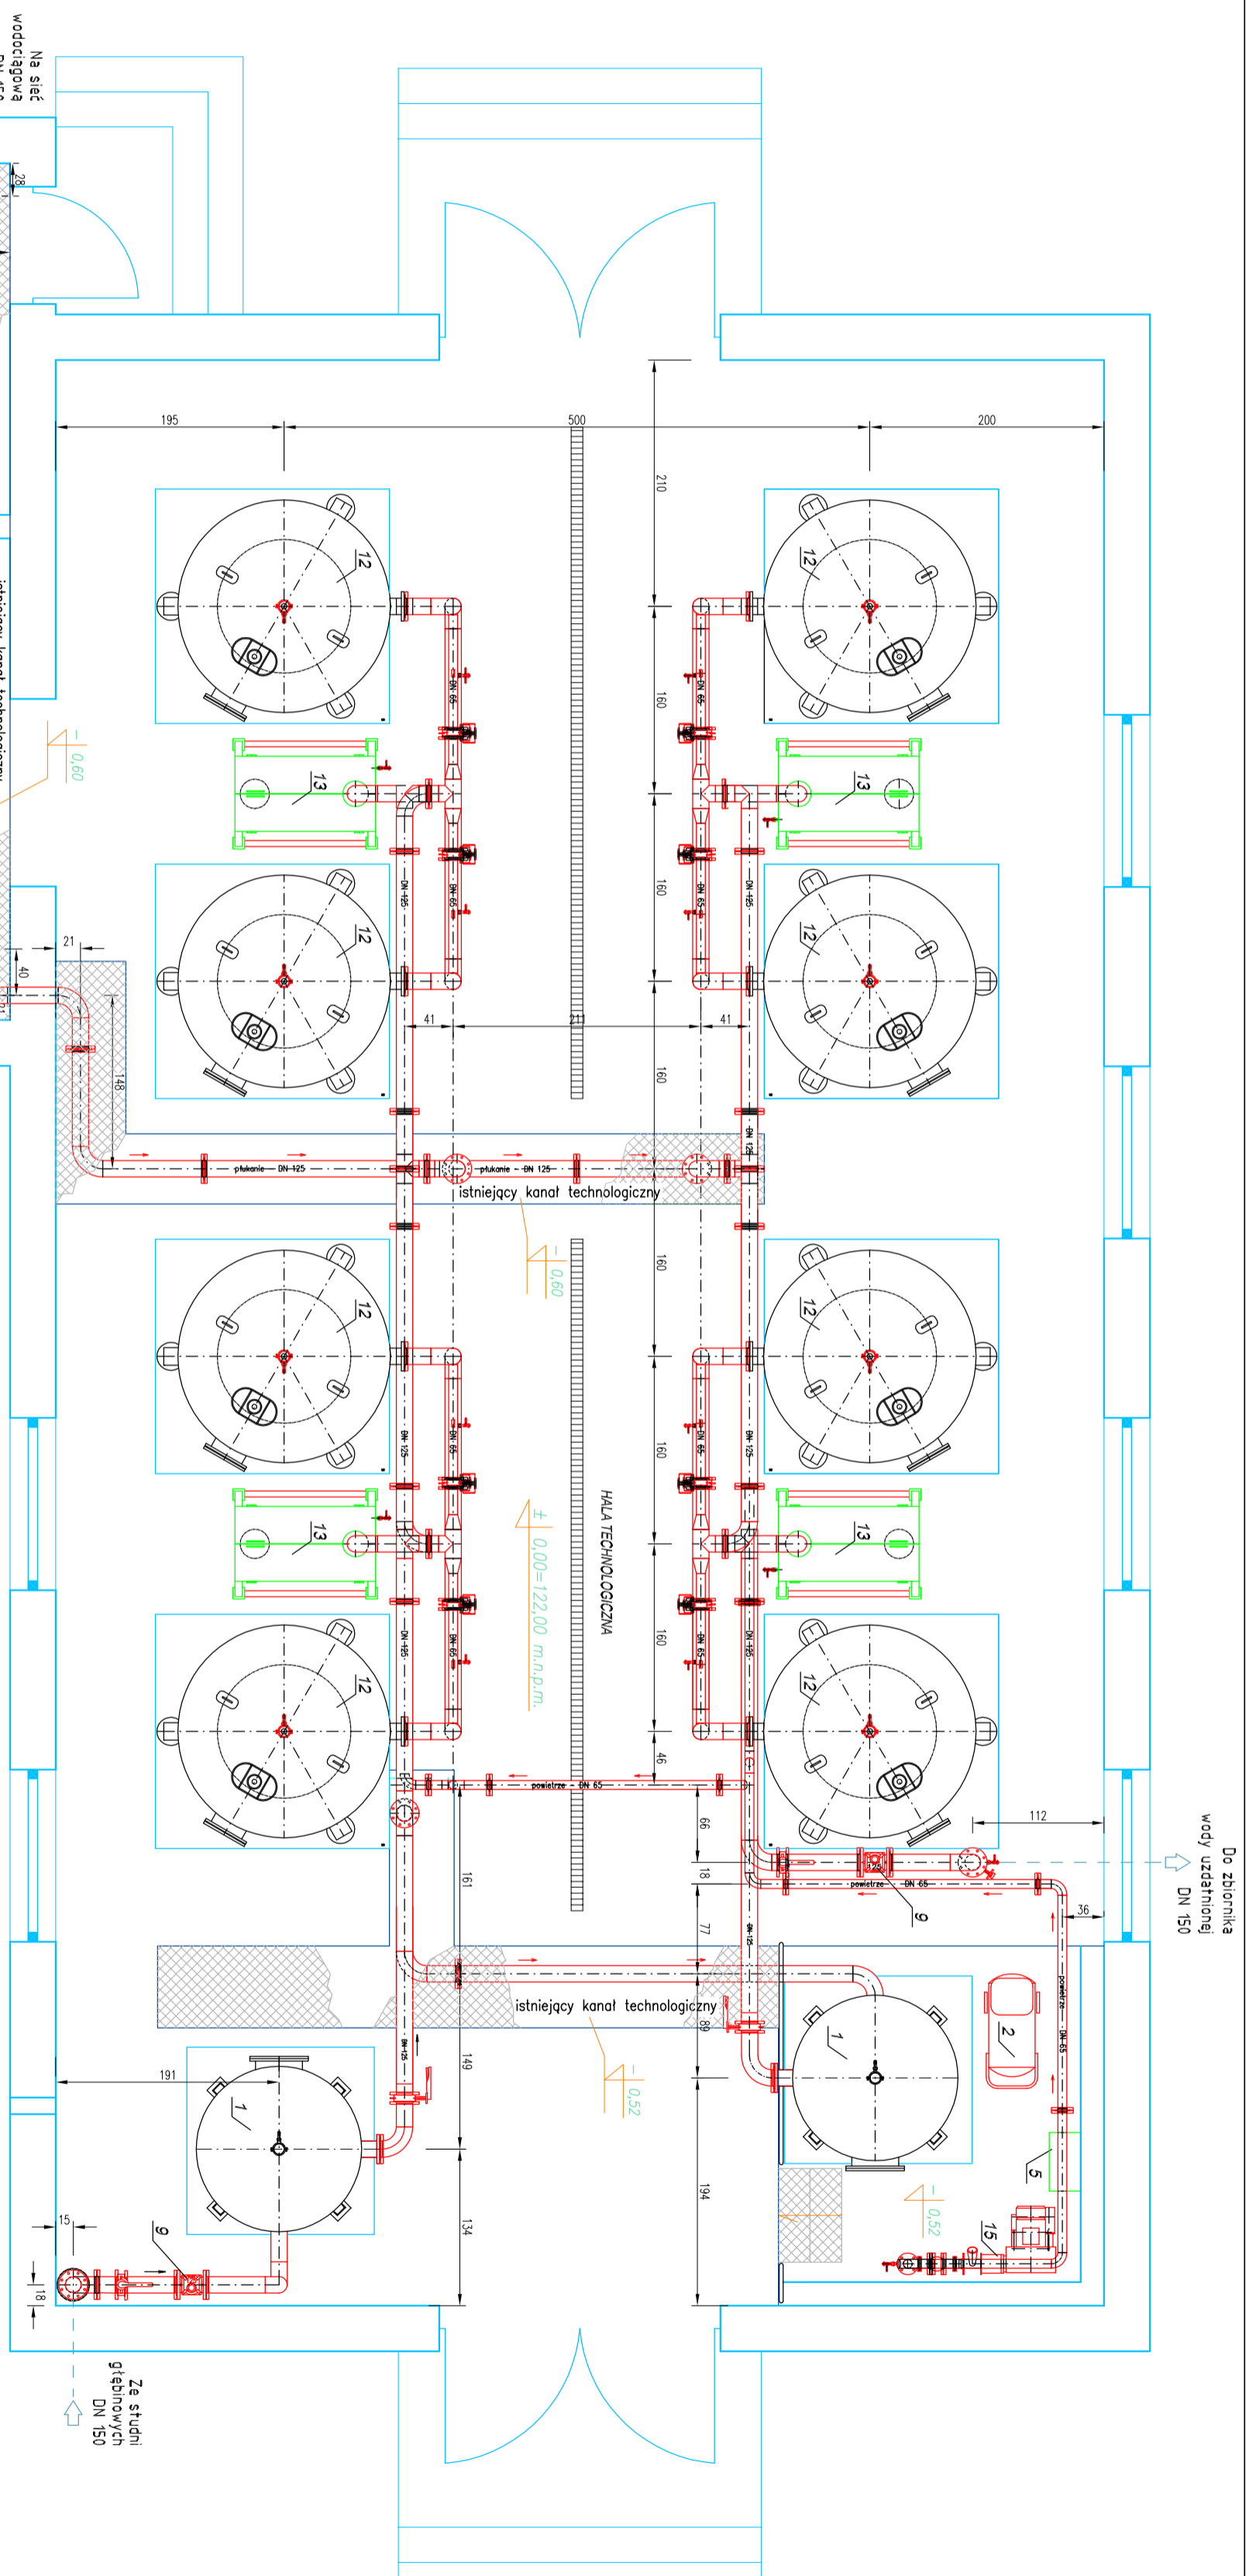 Na sieć
wodociągową
28
195
500
200
210
12
12
160
DN 65
DN 65
13
13
- 0,60
160
DN 125
DN 65
DN 65
DN 125
12
12
21
40
41
211
41
148
160
DN 125
płukanie - DN 125
płukanie - DN 125
istniejący kanał technologiczny
- 0,60
160
12
12
160
DN 125
DN 65
DN 65
DN 125
HALA TECHNOLOGICZNA
± 0,00=122,00 m.n.p.m.
13
13
160
DN 125
DN 65
DN 65
DN 125
12
12
46
powietrze - DN 65
66
112
Do zbiornika
wody uzdatnionej
DN 150
161
18
125
powietrze - DN 65
9
36
77
DN 125
powietrze - DN 65
istniejący kanał technologiczny
89
- 0,52
2
1
DN 125
149
191
1
194
5
- 0,52
15
134
15
9
18
Ze studni
głębinowych
DN 150